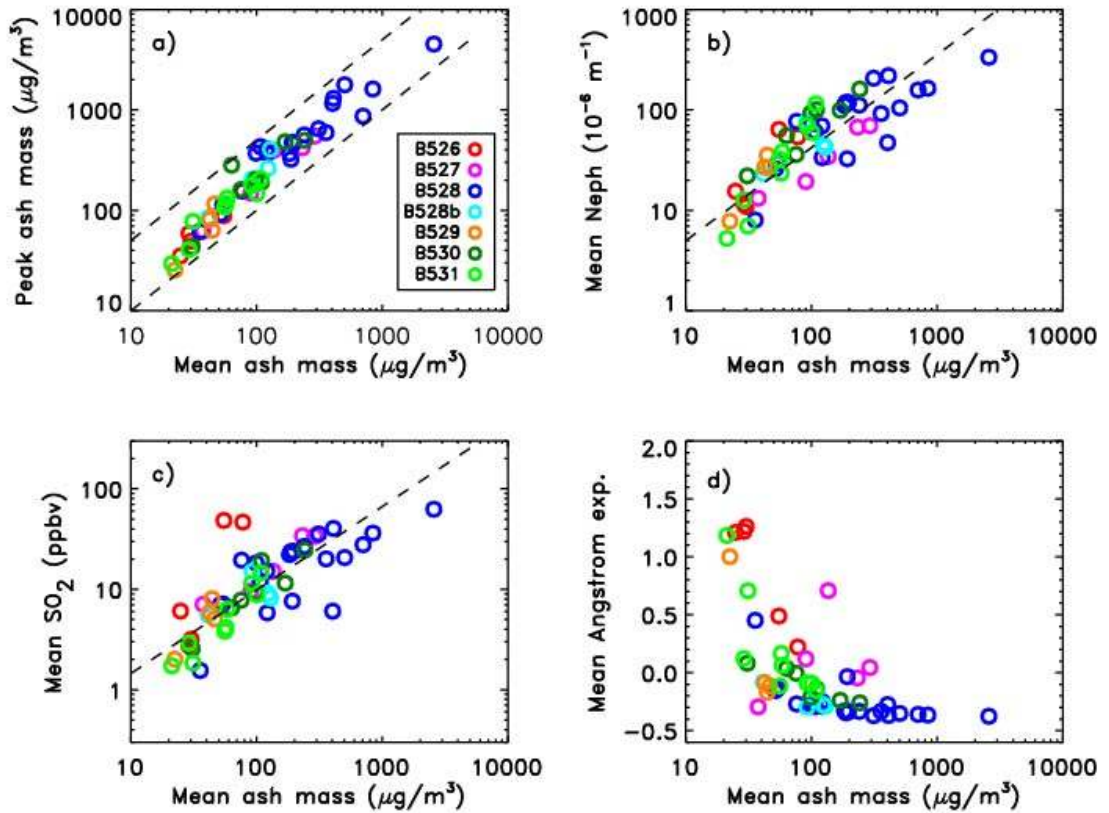 a)
Peak ash mass (μg/m³)
10000
1000
100
10
10 100 1000 10000
Mean ash mass (μg/m³)
B526
B527
B528
B528b
B529
B530
B531
b)
Mean Neph (10⁻⁶ m⁻¹)
1000
100
10
1
10 100 1000 10000
Mean ash mass (μg/m³)
c)
Mean SO₂ (ppbv)
100
10
1
10 100 1000 10000
Mean ash mass (μg/m³)
d)
Mean Angstrom exp.
2.0
1.5
1.0
0.5
−0.0
−0.5
10 100 1000 10000
Mean ash mass (μg/m³)